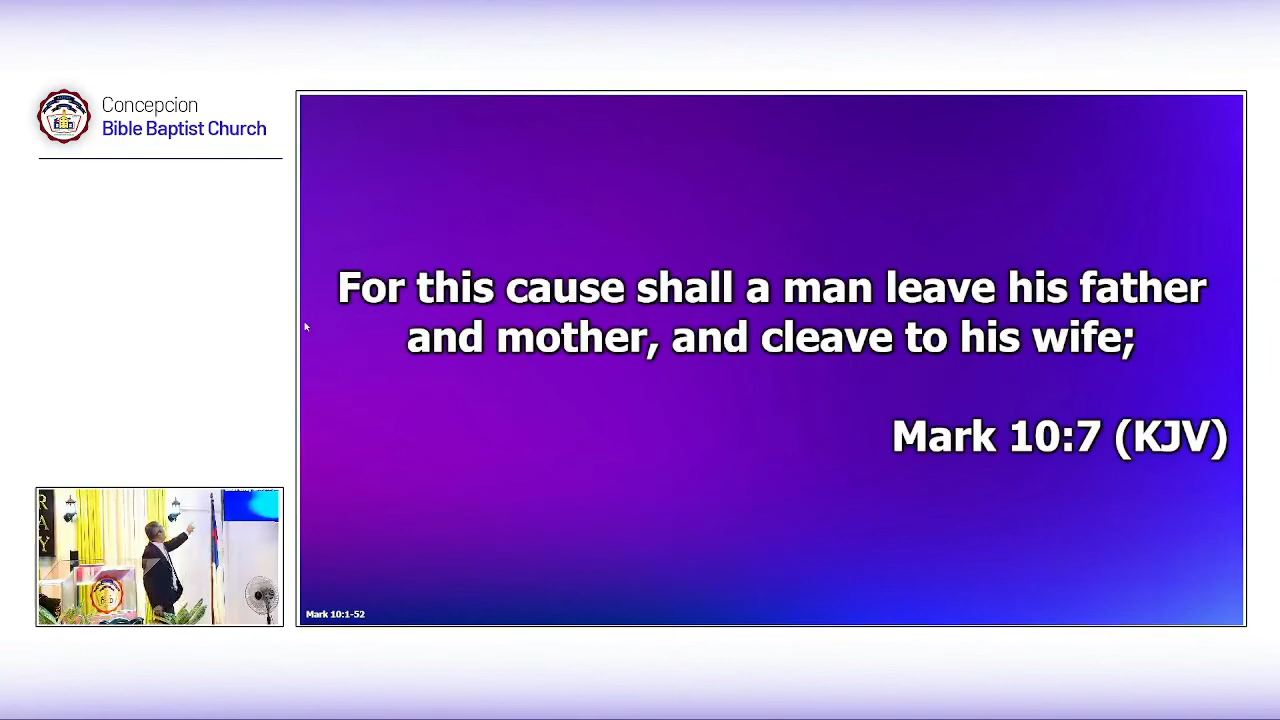 Concepcion
Bible Baptist Church
For this cause shall a man leave his father
and mother, and cleave to his wife;
Mark 10:7 (KJV)
R
A
Y
Mark 10:1-52